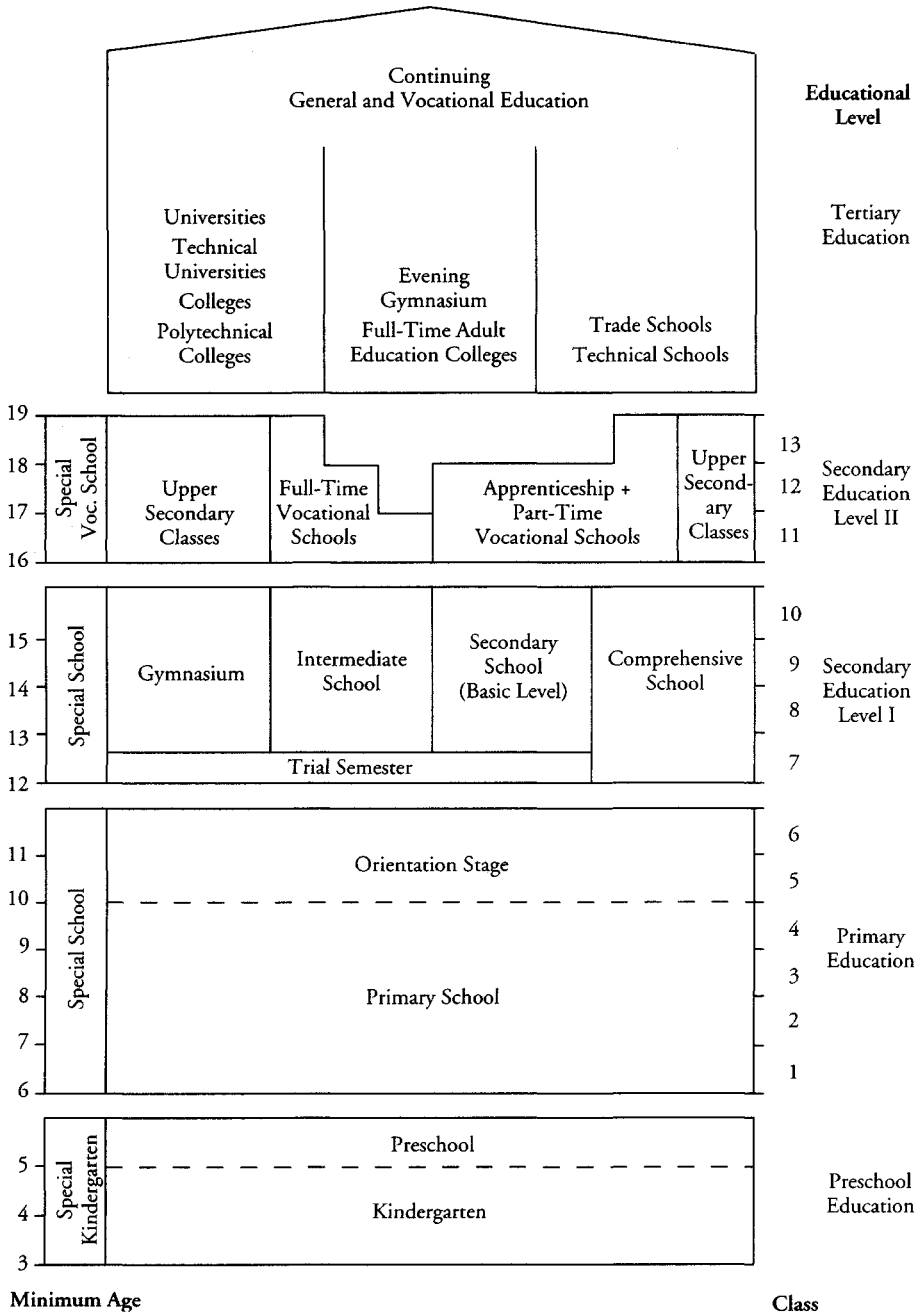 Continuing
General and Vocational Education
Educational
Level
Universities
Technical
Universities
Colleges
Polytechnical
Colleges
Evening
Gymnasium
Full-Time Adult
Education Colleges
Trade Schools
Technical Schools
Tertiary
Education
19
18
17
16
Special
Voc. School
Upper
Secondary
Classes
Full-Time
Vocational
Schools
Apprenticeship +
Part-Time
Vocational Schools
Upper
Second-
ary
Classes
13
12
11
Secondary
Education
Level II
15
14
13
12
Special School
Gymnasium
Intermediate
School
Secondary
School
(Basic Level)
Comprehensive
School
Trial Semester
10
9
8
7
Secondary
Education
Level I
11
10
9
8
7
6
Special School
Orientation Stage
Primary School
6
5
4
3
2
1
Primary
Education
5
4
3
Special
Kindergarten
Preschool
Kindergarten
Preschool
Education
Minimum Age
Class